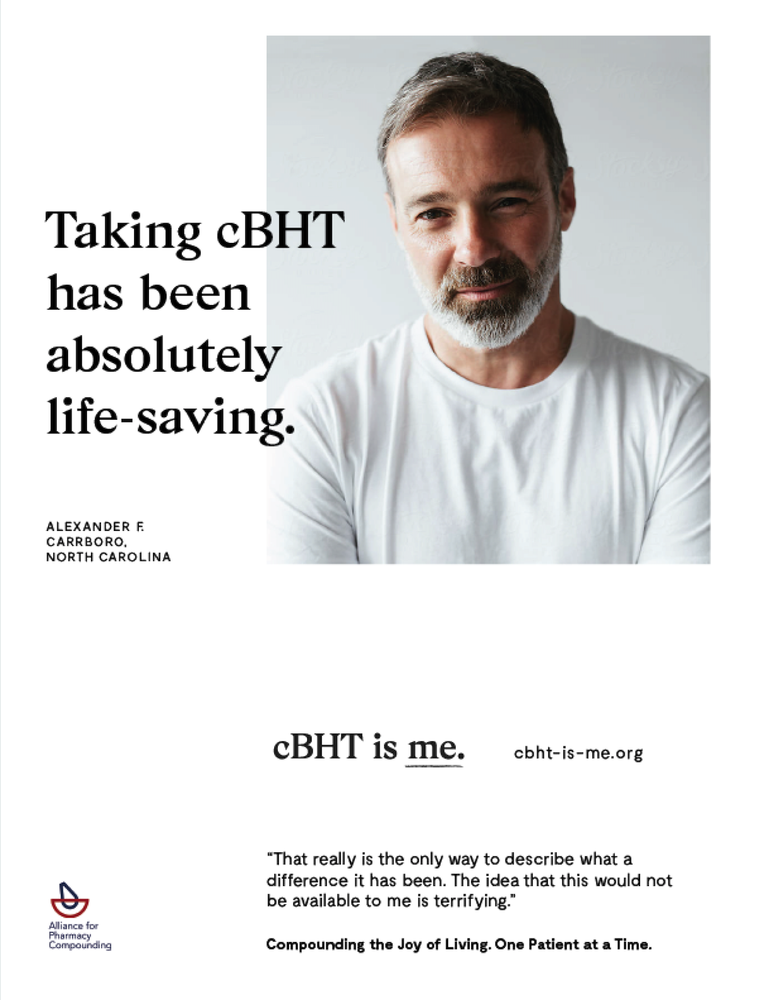 Taking cBHT
has been
absolutely
life-saving.
ALEXANDER F.
CARRBORO,
NORTH CAROLINA
cBHT is me.
cbht-is-me.org
"That really is the only way to describe what a
difference it has been. The idea that this would not
be available to me is terrifying."
Compounding the Joy of Living. One Patient at a Time.
Alliance for
Pharmacy
Compounding